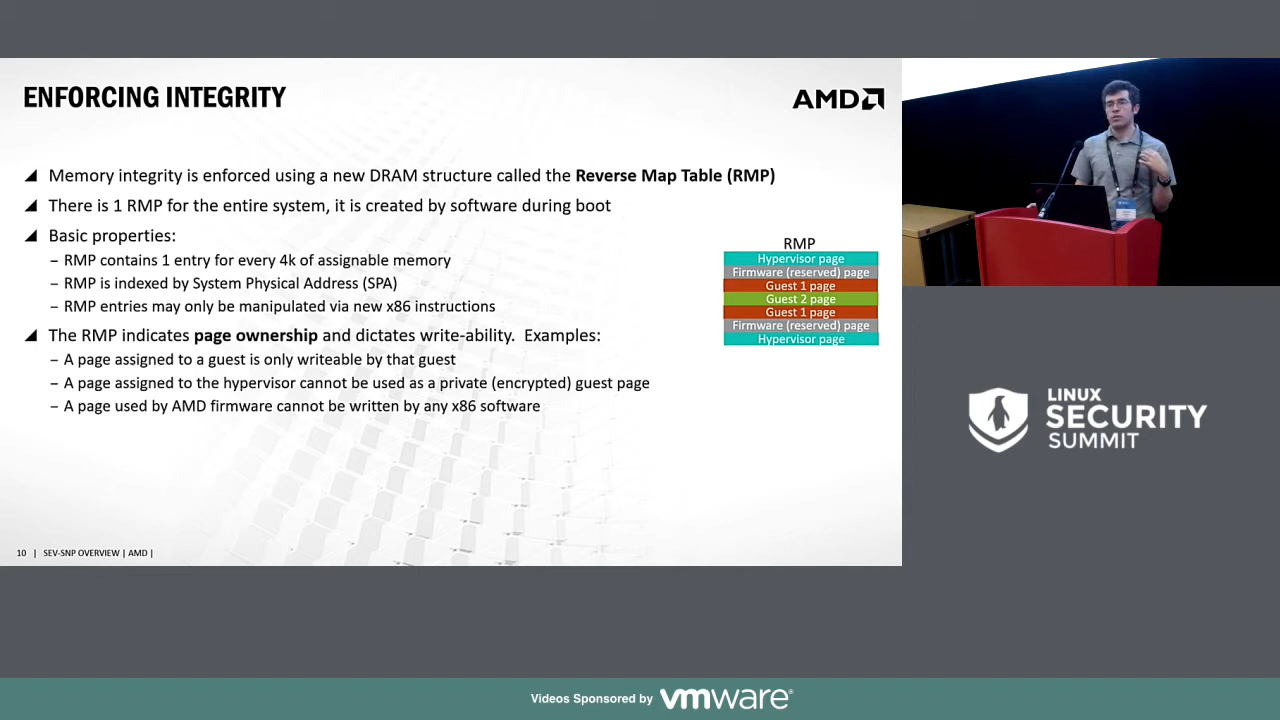 ENFORCING INTEGRITY
AMD
Memory integrity is enforced using a new DRAM structure called the Reverse Map Table (RMP)
There is 1 RMP for the entire system, it is created by software during boot
Basic properties:
– RMP contains 1 entry for every 4k of assignable memory
– RMP is indexed by System Physical Address (SPA)
– RMP entries may only be manipulated via new x86 instructions
The RMP indicates page ownership and dictates write-ability.  Examples:
– A page assigned to a guest is only writeable by that guest
– A page assigned to the hypervisor cannot be used as a private (encrypted) guest page
– A page used by AMD firmware cannot be written by any x86 software
RMP
Hypervisor page
Firmware (reserved) page
Guest 1 page
Guest 2 page
Guest 1 page
Firmware (reserved) page
Hypervisor page
10 | SEV-SNP OVERVIEW | AMD |
LINUX
SECURITY
SUMMIT
Videos Sponsored by vmware®